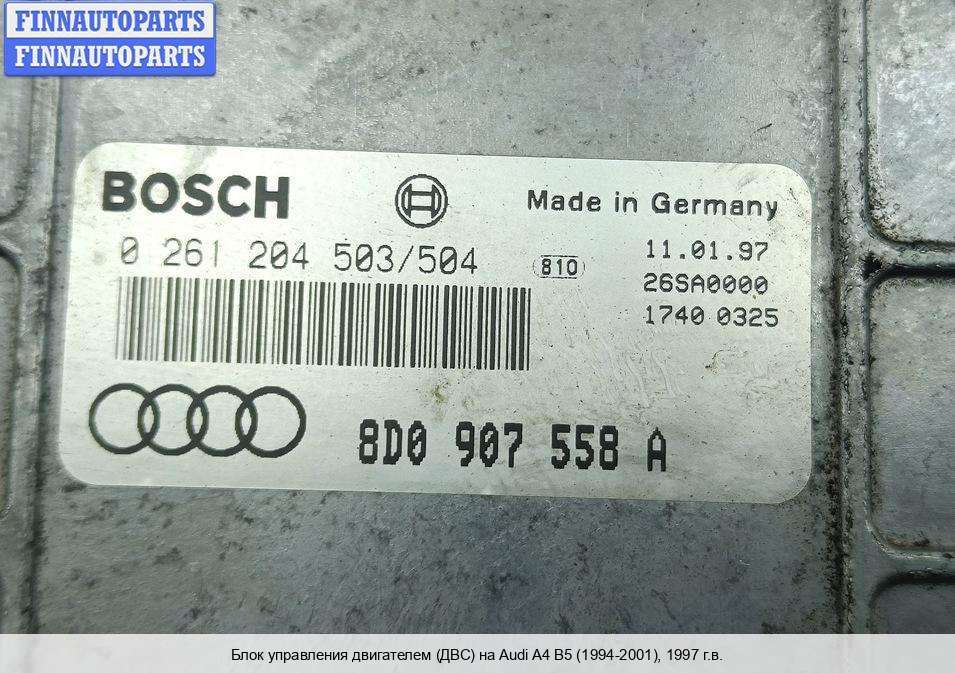 FINNAUTOPARTS
FINNAUTOPARTS
BOSCH
Made in Germany
0 261 204 503/504
810
11.01.97
26SA0000
1740 0325
8D0 907 558 A
Блок управления двигателем (ДВС) на Audi A4 B5 (1994-2001), 1997 г.в.